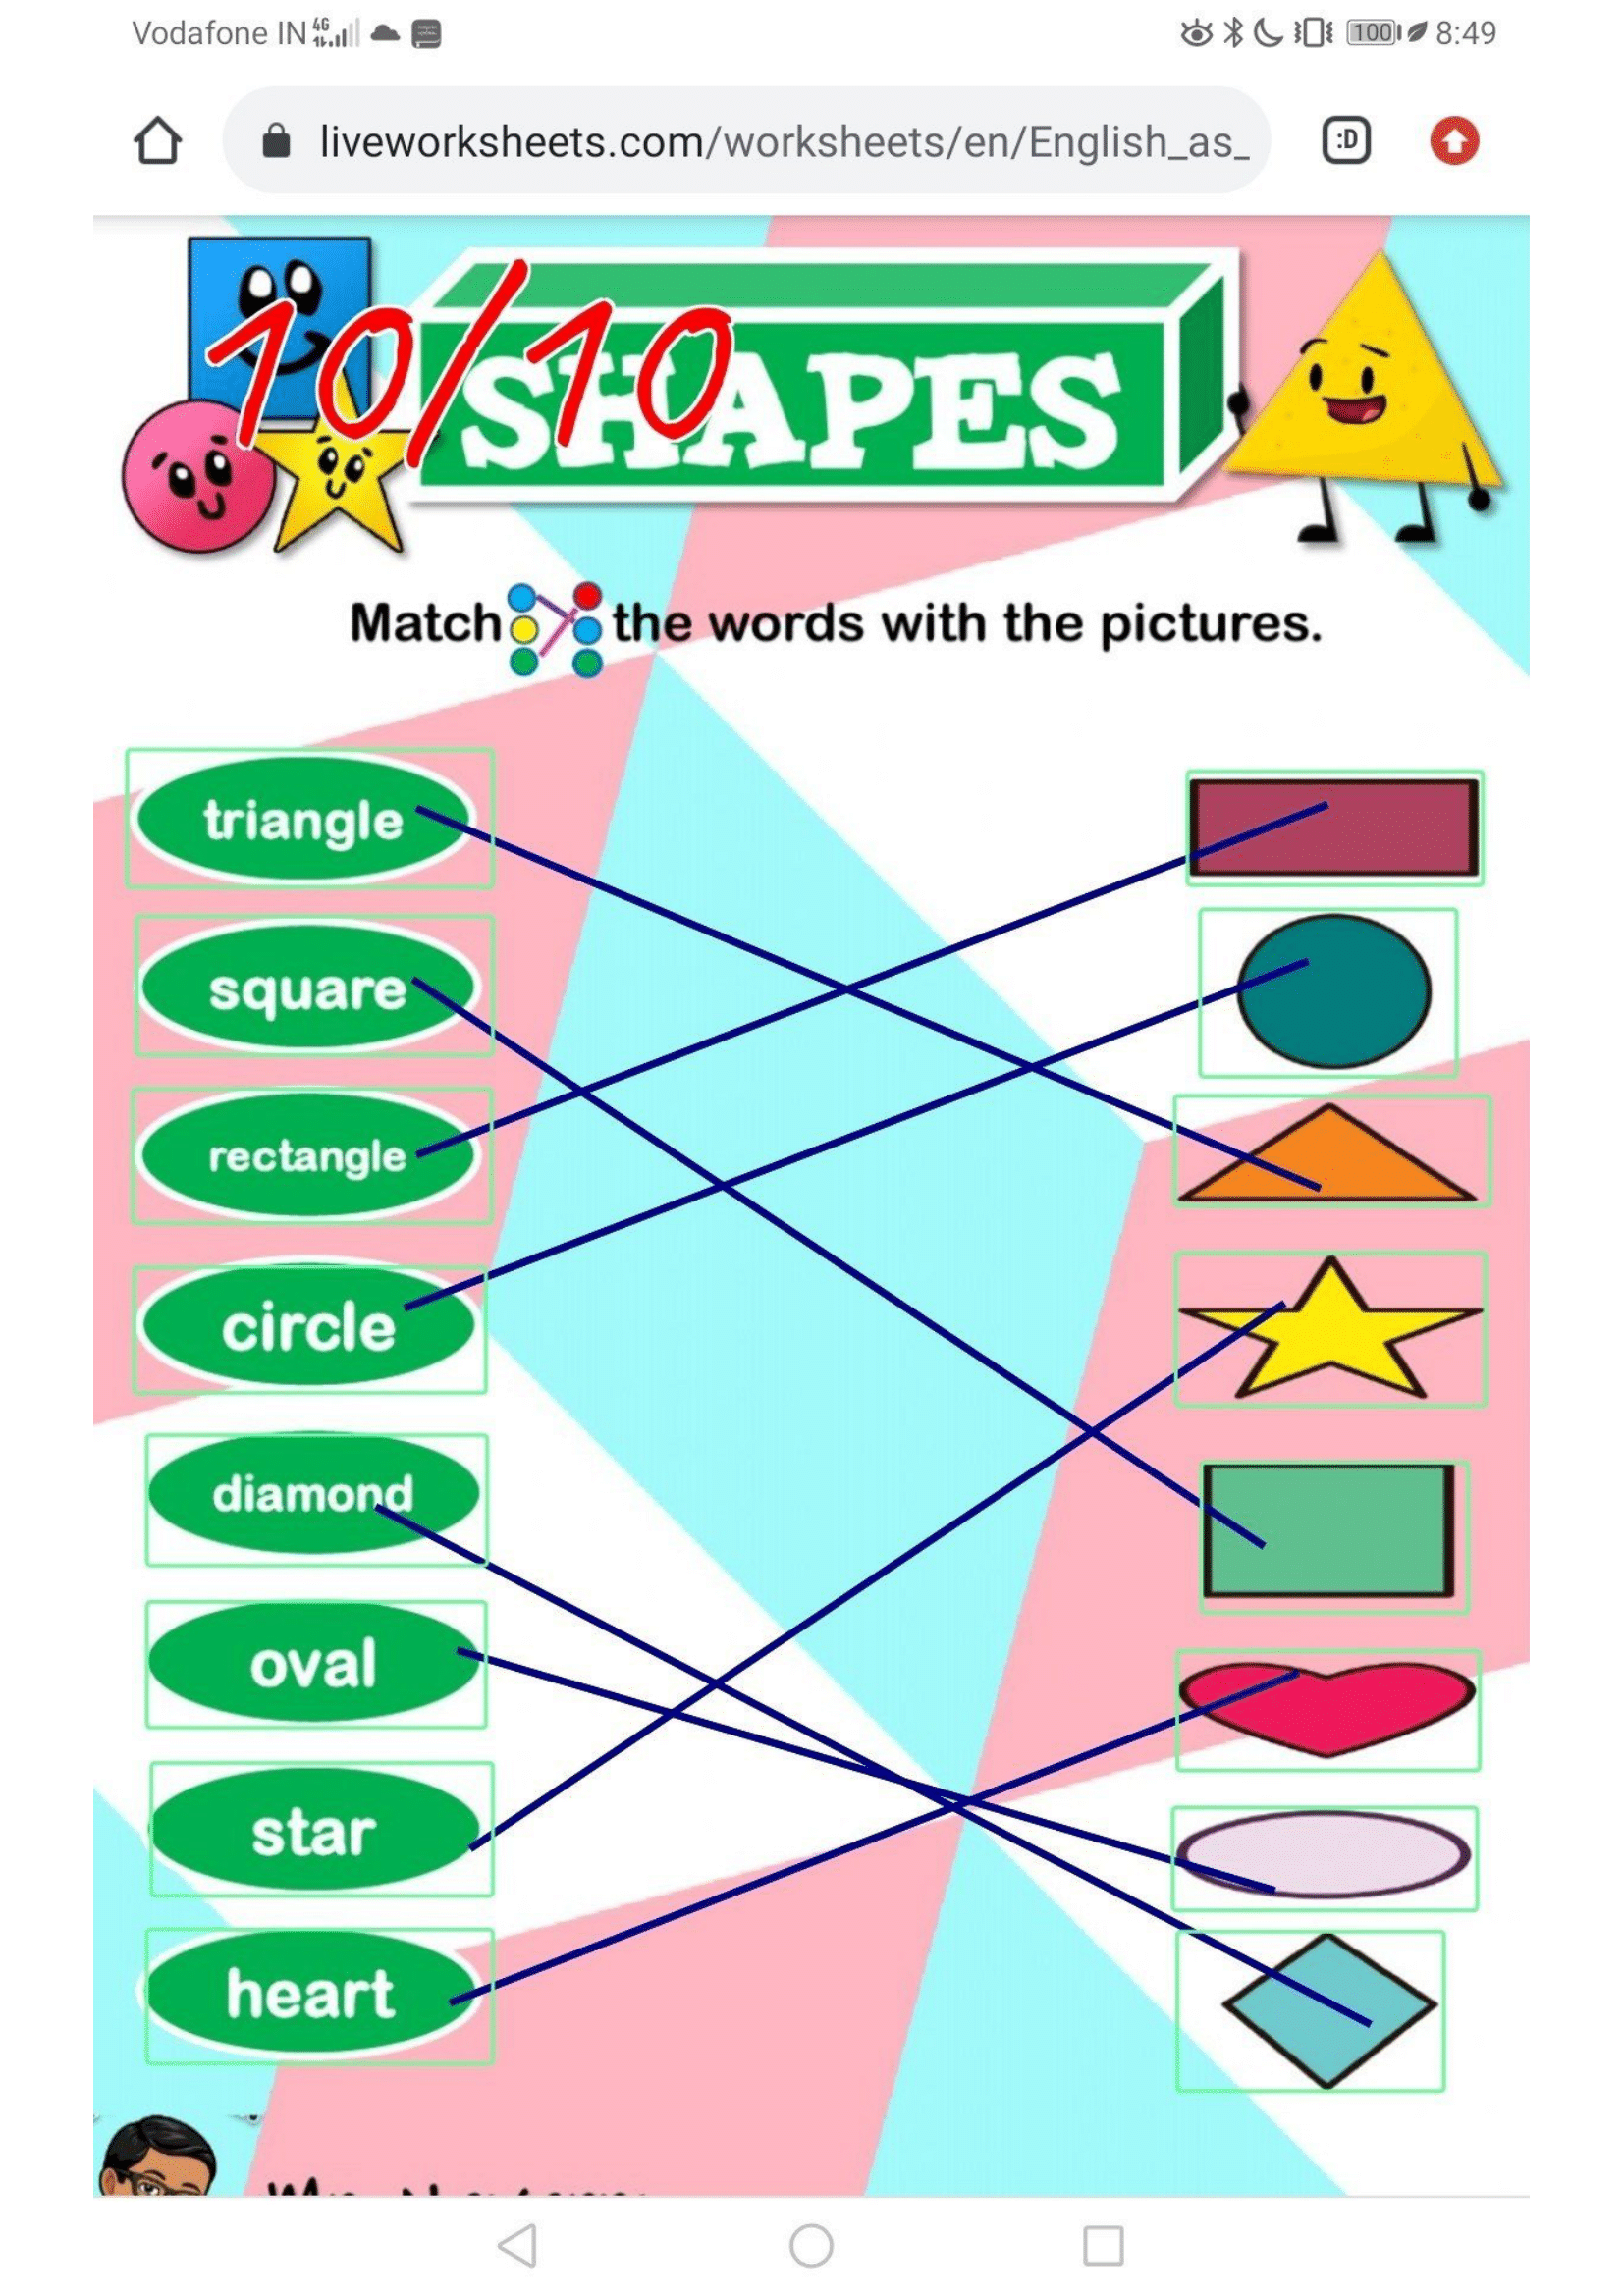 Vodafone IN 4G 100 8:49
liveworksheets.com/worksheets/en/English_as_
:D
10/10
SHAPES
Match the words with the pictures.
triangle
square
rectangle
circle
diamond
oval
star
heart